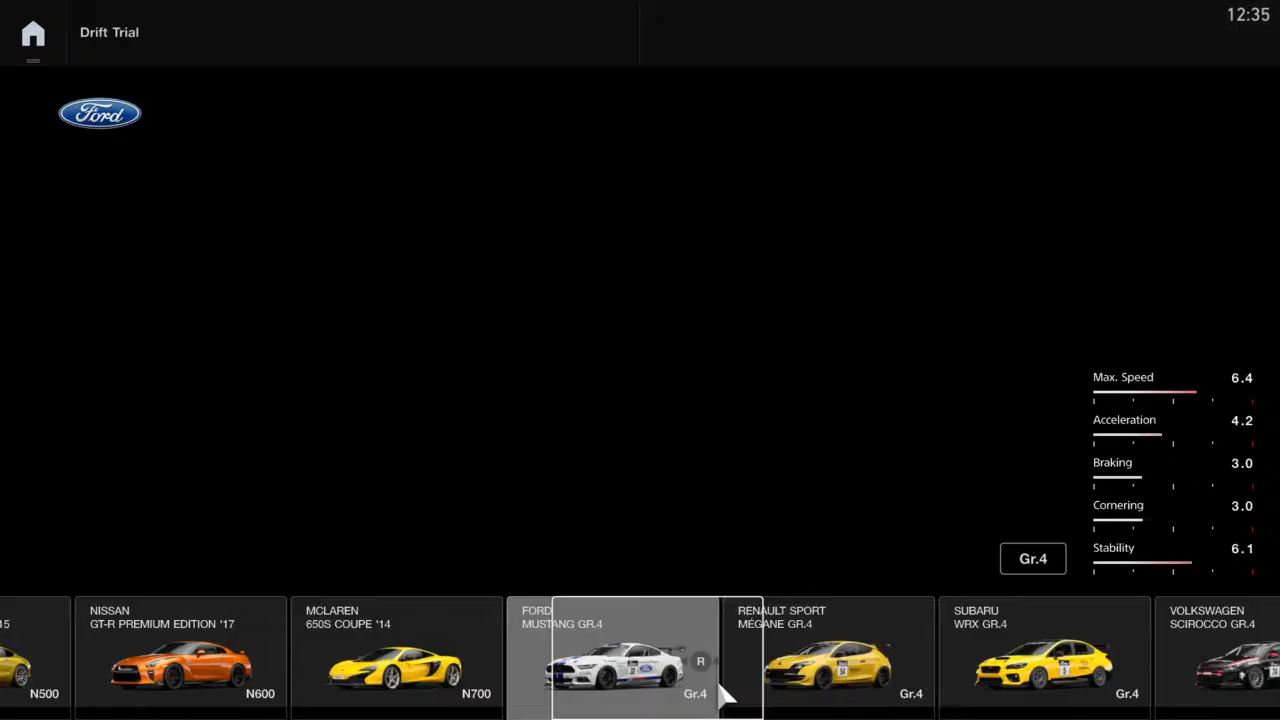 12:35
Drift Trial
Ford
Max. Speed 6.4
Acceleration 4.2
Braking 3.0
Cornering 3.0
Stability 6.1
Gr.4
15
N500
NISSAN
GT-R PREMIUM EDITION '17
N600
MCLAREN
650S COUPE '14
N700
FORD
MUSTANG GR.4
R
Gr.4
RENAULT SPORT
MÉGANE GR.4
Gr.4
SUBARU
WRX GR.4
Gr.4
VOLKSWAGEN
SCIROCCO GR.4